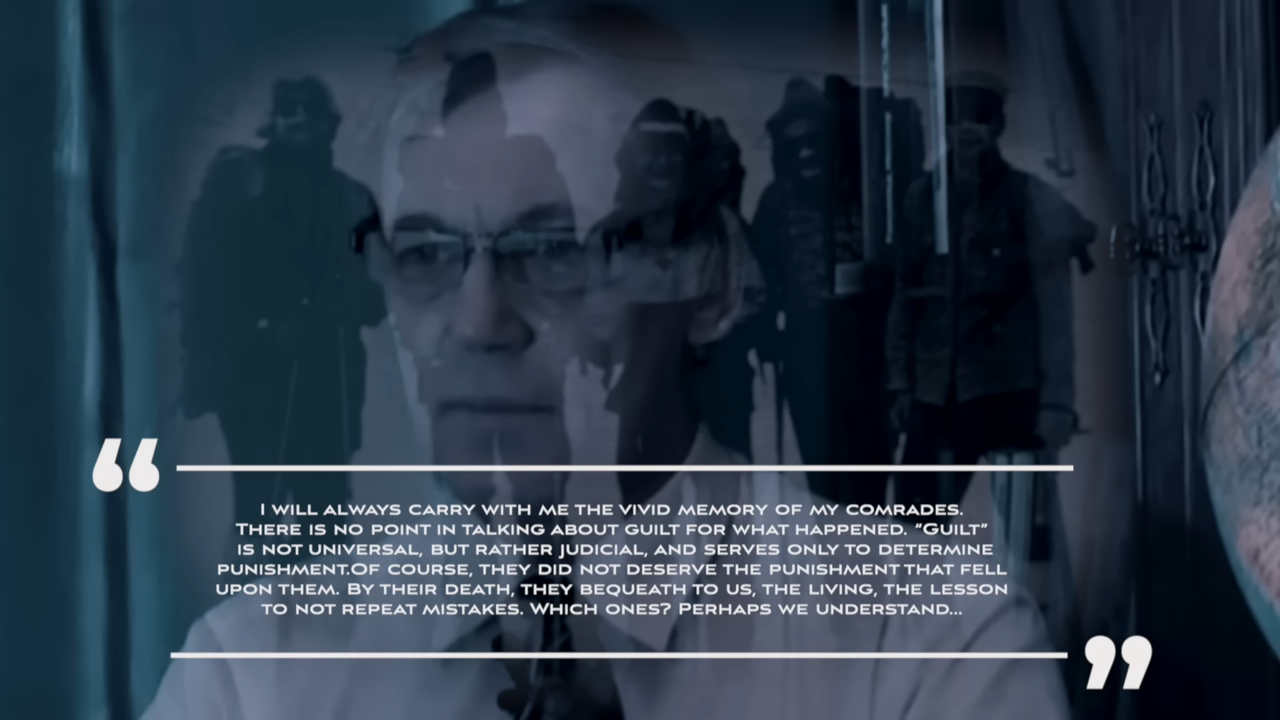 I WILL ALWAYS CARRY WITH ME THE VIVID MEMORY OF MY COMRADES.
THERE IS NO POINT IN TALKING ABOUT GUILT FOR WHAT HAPPENED. “GUILT”
IS NOT UNIVERSAL, BUT RATHER JUDICIAL, AND SERVES ONLY TO DETERMINE
PUNISHMENT.OF COURSE, THEY DID NOT DESERVE THE PUNISHMENT THAT FELL
UPON THEM. BY THEIR DEATH, THEY BEQUEATH TO US, THE LIVING, THE LESSON
TO NOT REPEAT MISTAKES. WHICH ONES? PERHAPS WE UNDERSTAND...